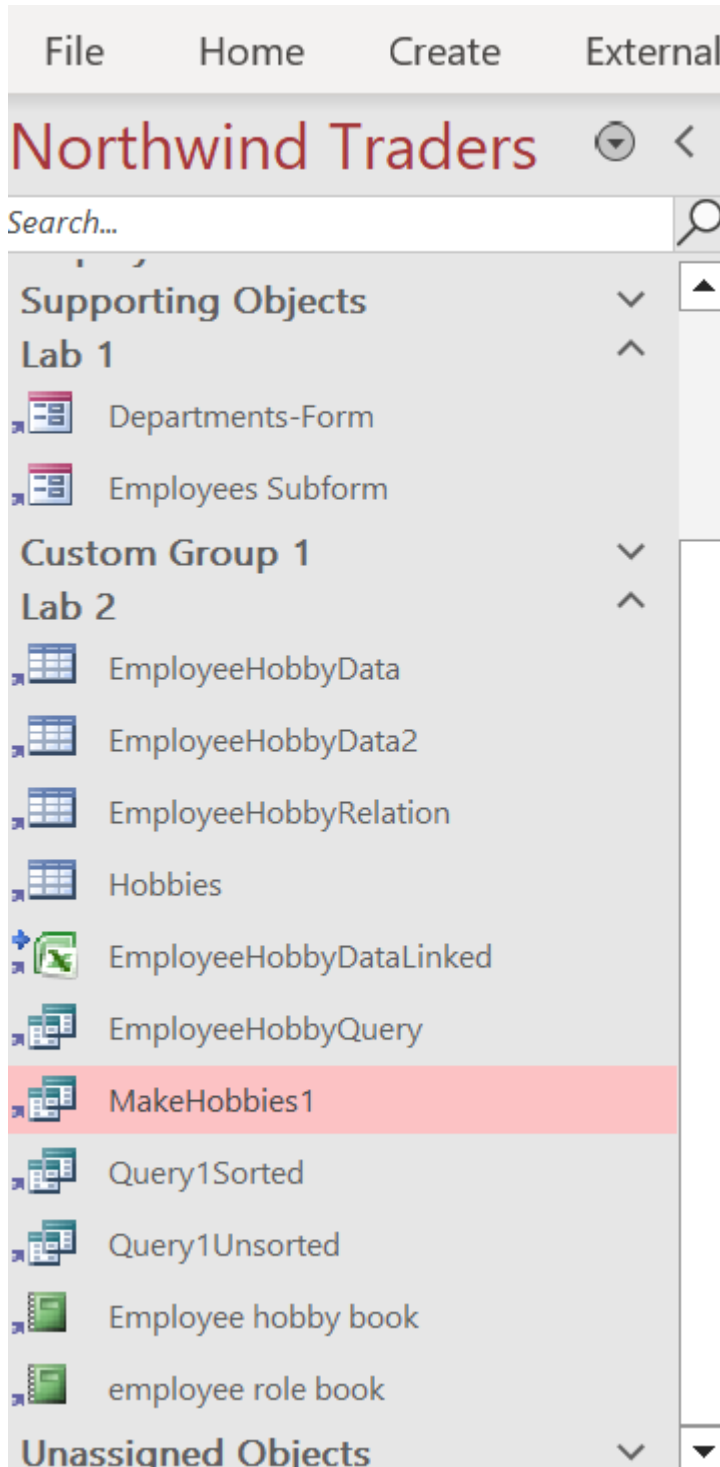 File Home Create External
Northwind Traders
Search...
Supporting Objects
Lab 1
Departments-Form
Employees Subform
Custom Group 1
Lab 2
EmployeeHobbyData
EmployeeHobbyData2
EmployeeHobbyRelation
Hobbies
EmployeeHobbyDataLinked
EmployeeHobbyQuery
MakeHobbies1
Query1Sorted
Query1Unsorted
Employee hobby book
employee role book
Unassigned Objects